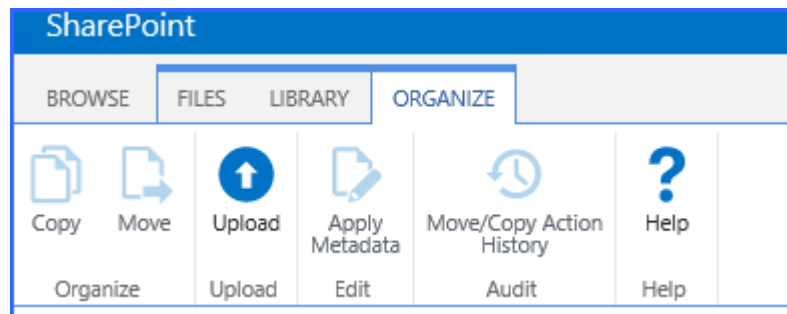 SharePoint
BROWSE FILES LIBRARY ORGANIZE
Copy Move Upload Apply Metadata Move/Copy Action History Help
Organize Upload Edit Audit Help